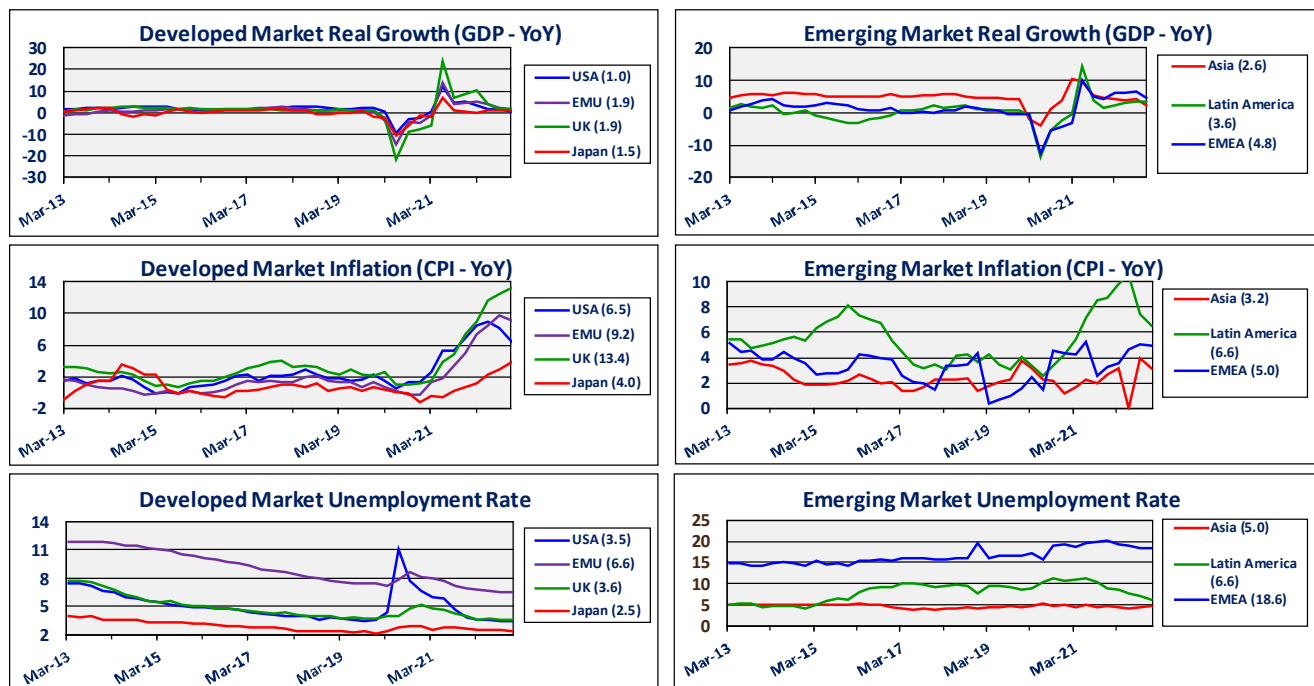 Developed Market Real Growth (GDP - YoY)
30
20
10
0
-10
-20
-30
Mar-13
Mar-15
Mar-17
Mar-19
Mar-21
USA (1.0)
EMU (1.9)
UK (1.9)
Japan (1.5)
Emerging Market Real Growth (GDP - YoY)
20
10
0
-10
-20
Mar-13
Mar-15
Mar-17
Mar-19
Mar-21
Asia (2.6)
Latin America
(3.6)
EMEA (4.8)
Developed Market Inflation (CPI - YoY)
14
10
6
2
-2
Mar-13
Mar-15
Mar-17
Mar-19
Mar-21
USA (6.5)
EMU (9.2)
UK (13.4)
Japan (4.0)
Emerging Market Inflation (CPI - YoY)
10
8
6
4
2
0
Mar-13
Mar-15
Mar-17
Mar-19
Mar-21
Asia (3.2)
Latin America
(6.6)
EMEA (5.0)
Developed Market Unemployment Rate
14
11
8
5
2
Mar-13
Mar-15
Mar-17
Mar-19
Mar-21
USA (3.5)
EMU (6.6)
UK (3.6)
Japan (2.5)
Emerging Market Unemployment Rate
25
20
15
10
5
0
Mar-13
Mar-15
Mar-17
Mar-19
Mar-21
Asia (5.0)
Latin America
(6.6)
EMEA (18.6)